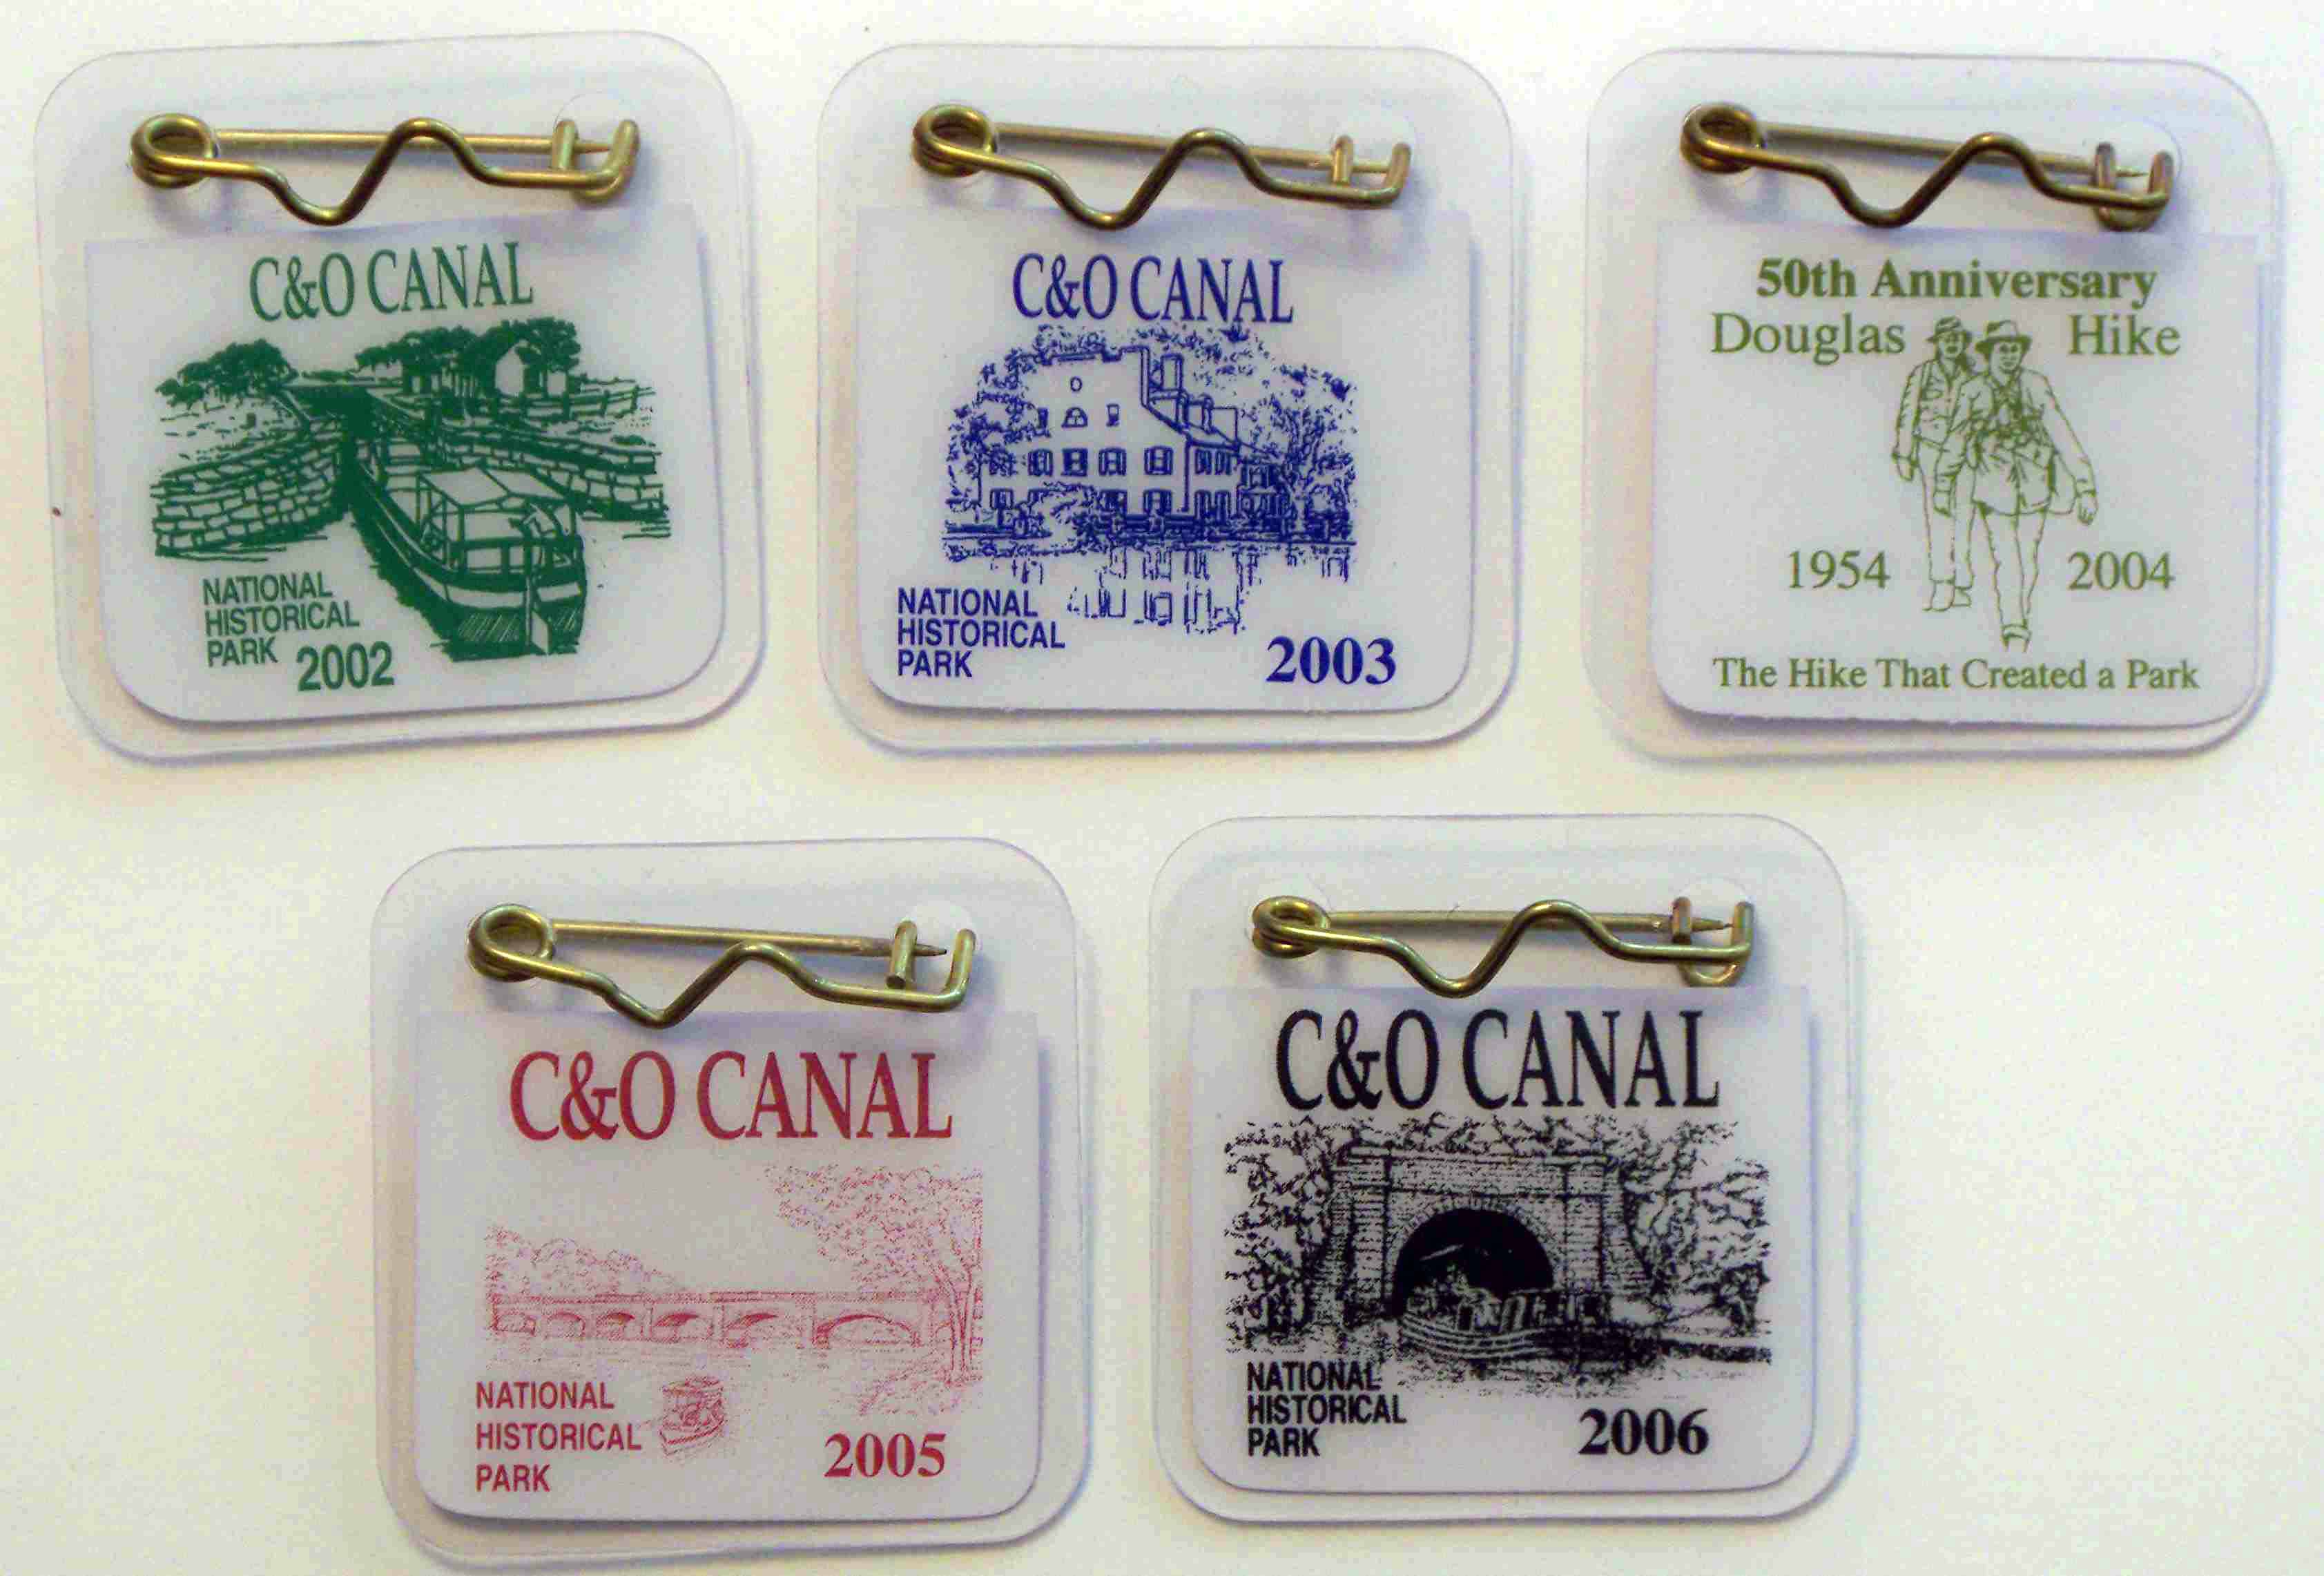 C&O CANAL
NATIONAL
HISTORICAL
PARK 2002
C&O CANAL
NATIONAL
HISTORICAL
PARK
2003
50th Anniversary
Douglas Hike
1954 2004
The Hike That Created a Park
C&O CANAL
NATIONAL
HISTORICAL
PARK
2005
C&O CANAL
NATIONAL
HISTORICAL
PARK
2006